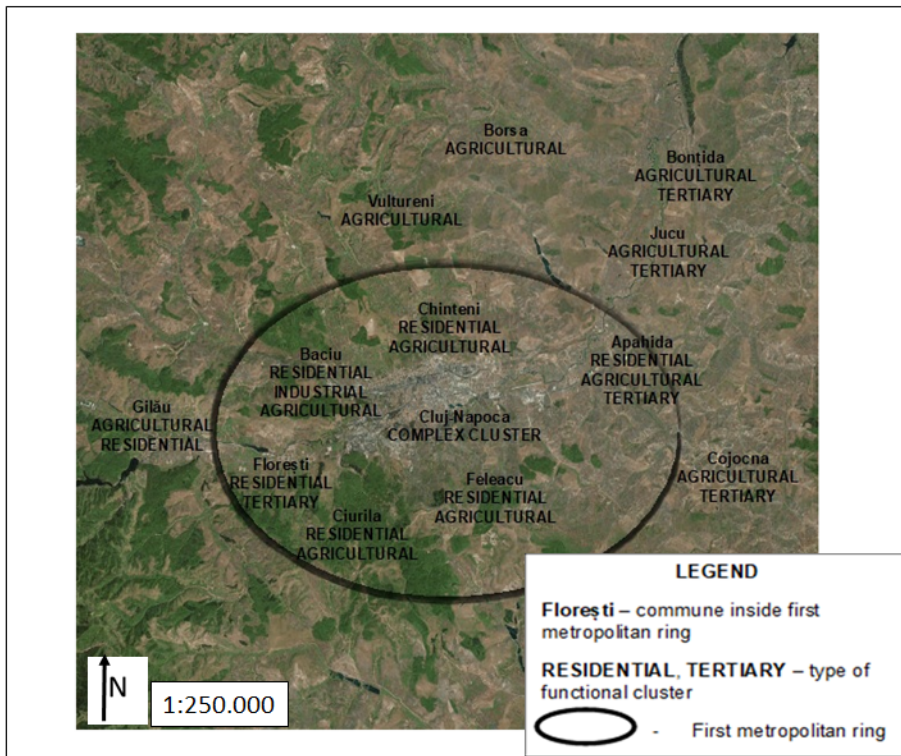 Borsa
AGRICULTURAL
Bonțida
AGRICULTURAL
TERTIARY
Vultureni
AGRICULTURAL
Jucu
AGRICULTURAL
TERTIARY
Chinteni
RESIDENTIAL
AGRICULTURAL
Apahida
RESIDENTIAL
AGRICULTURAL
TERTIARY
Baciu
RESIDENTIAL
INDUSTRIAL
AGRICULTURAL
Gilău
AGRICULTURAL
RESIDENTIAL
Cluj-Napoca
COMPLEX CLUSTER
Florești
RESIDENTIAL
TERTIARY
Feleacu
RESIDENTIAL
AGRICULTURAL
Cojocna
AGRICULTURAL
TERTIARY
Ciurila
RESIDENTIAL
AGRICULTURAL
LEGEND
Florești – commune inside first
metropolitan ring
RESIDENTIAL, TERTIARY – type of
functional cluster
- First metropolitan ring
N
1:250.000